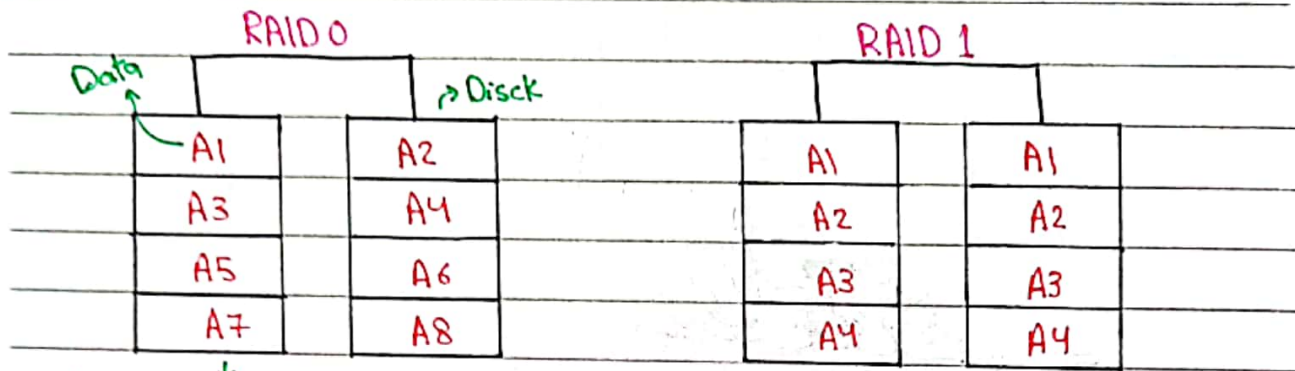 RAID 0 RAID 1
Data Disck
A1 A2 A1 A1
A3 A4 A2 A2
A5 A6 A3 A3
A7 A8 A4 A4